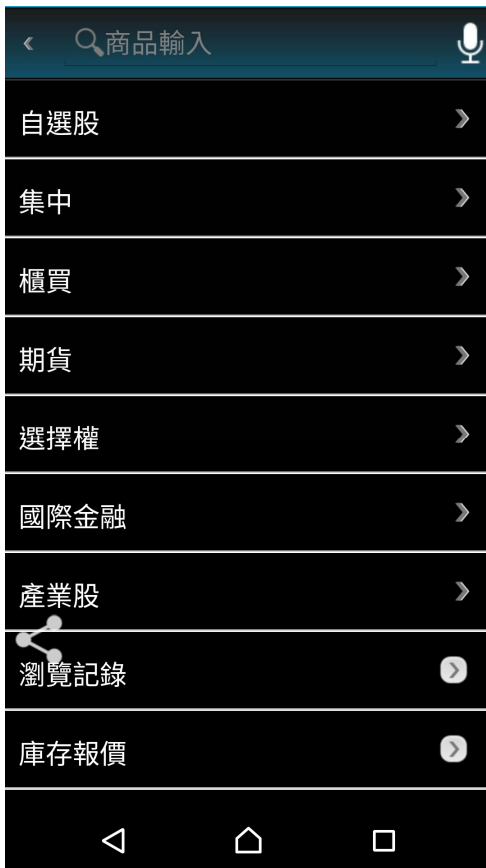 商品輸入
自選股
集中
櫃買
期貨
選擇權
國際金融
產業股
瀏覽記錄
庫存報價